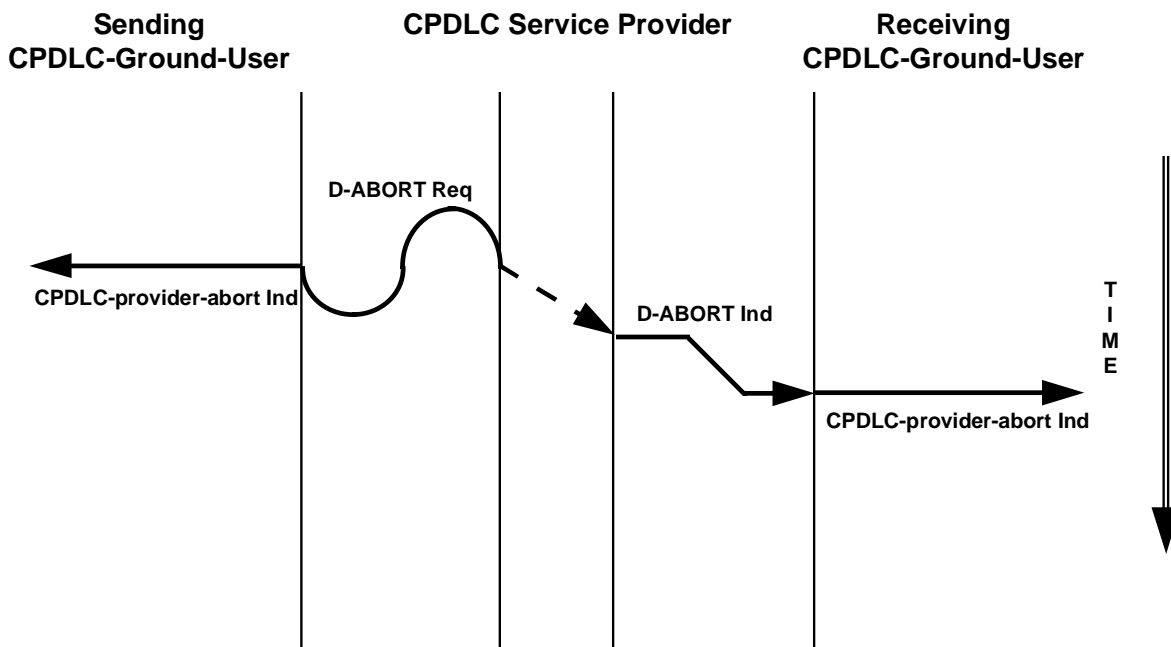 Sending
CPDLC-Ground-User
CPDLC Service Provider
Receiving
CPDLC-Ground-User
D-ABORT Req
CPDLC-provider-abort Ind
D-ABORT Ind
CPDLC-provider-abort Ind
T
I
M
E